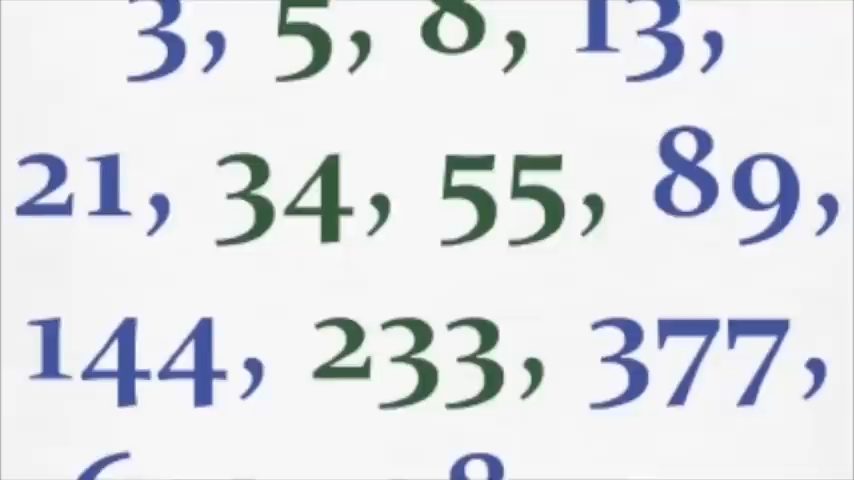 3, 5, 8, 13,
21, 34, 55, 89,
144, 233, 377,